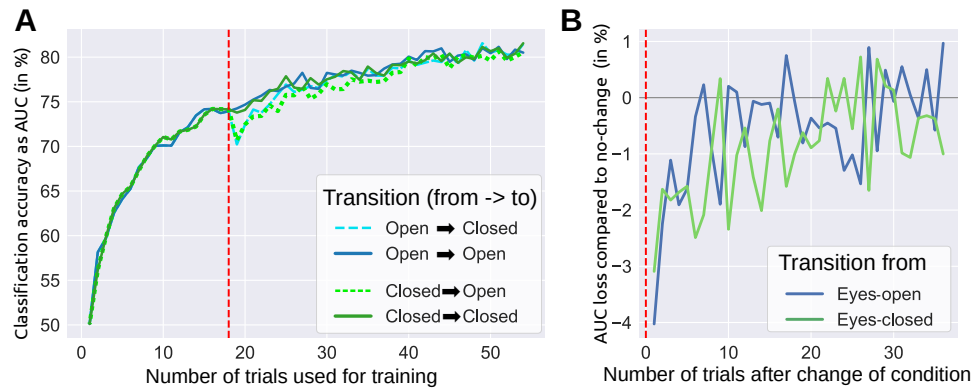 A
Classification accuracy as AUC (in %)
80
75
70
65
60
55
50
0
10
20
30
40
50
Number of trials used for training
Transition (from -> to)
Open ➡ Closed
Open ➡ Open
Closed ➡ Open
Closed ➡ Closed
B
AUC loss compared to no-change (in %)
1
0
−1
−2
−3
−4
0
10
20
30
Number of trials after change of condition
Transition from
Eyes-open
Eyes-closed